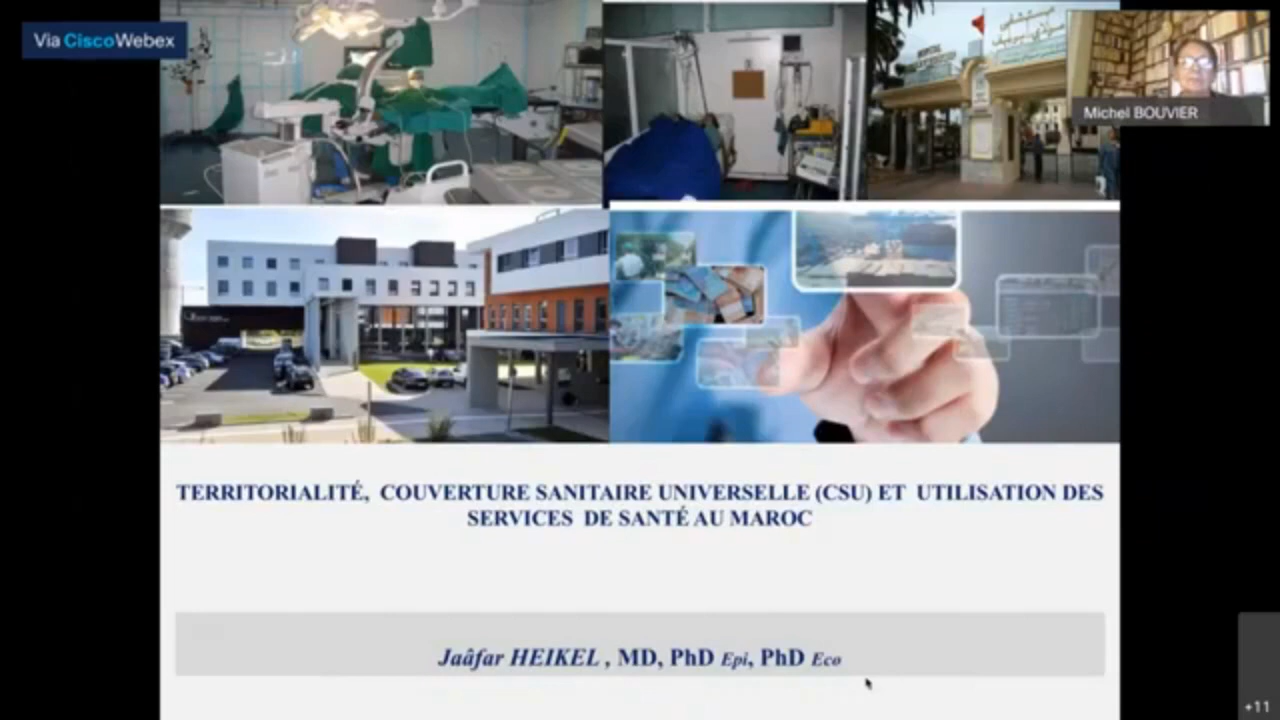 Via CiscoWebex
Michel BOUVIER
TERRITORIALITÉ, COUVERTURE SANITAIRE UNIVERSELLE (CSU) ET UTILISATION DES
SERVICES DE SANTÉ AU MAROC
Jaâfar HEIKEL , MD, PhD Epi, PhD Eco
+11